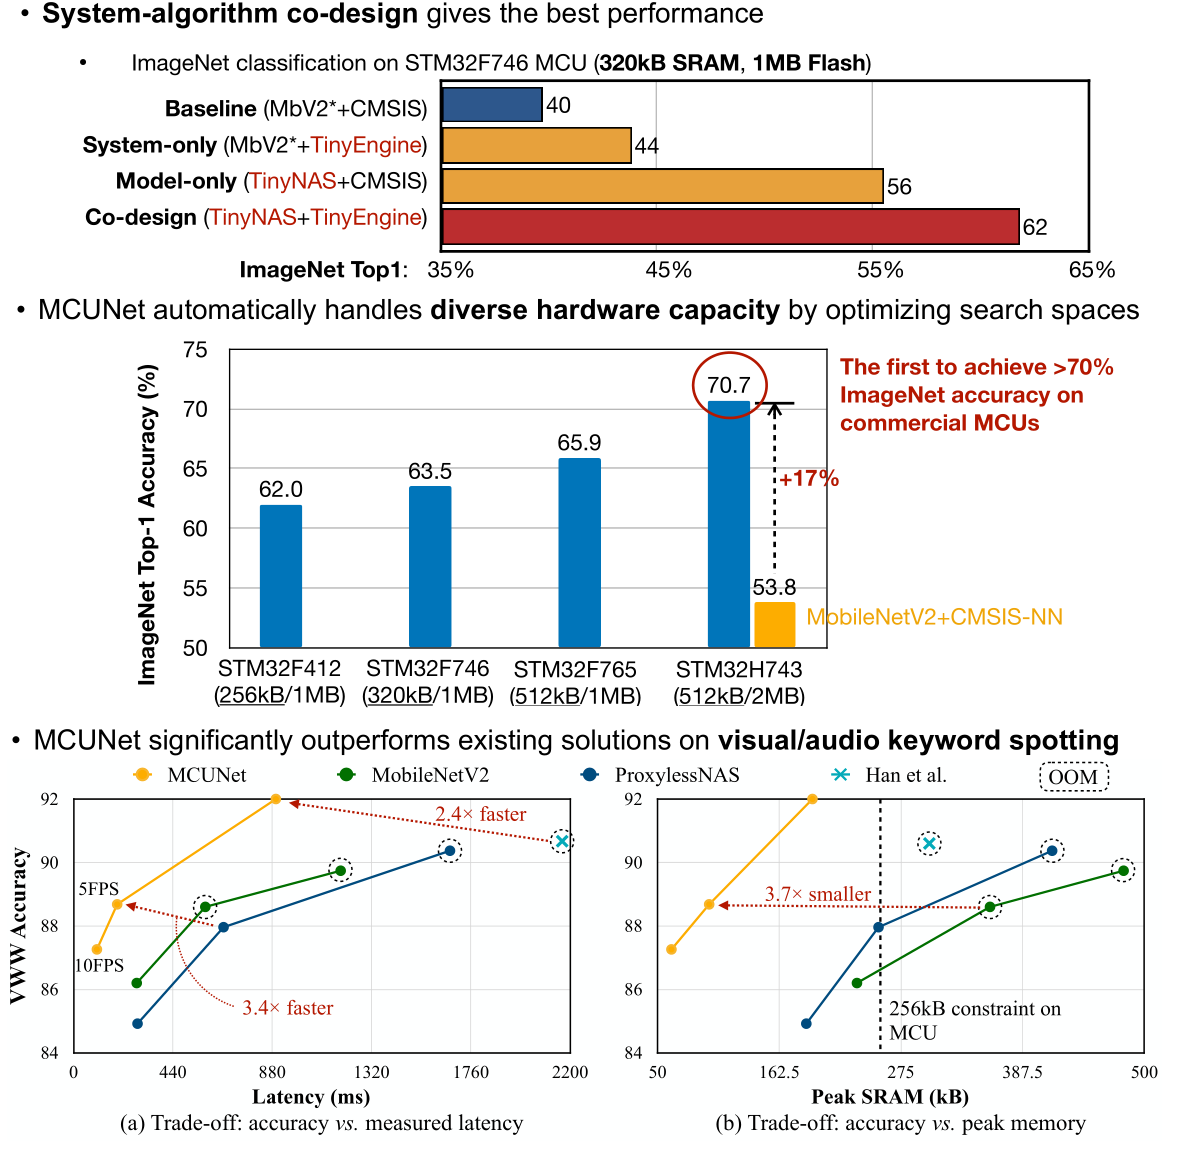 • System-algorithm co-design gives the best performance
• ImageNet classification on STM32F746 MCU (320kB SRAM, 1MB Flash)
Baseline (MbV2*+CMSIS) 40
System-only (MbV2*+TinyEngine) 44
Model-only (TinyNAS+CMSIS) 56
Co-design (TinyNAS+TinyEngine) 62
ImageNet Top1: 35% 45% 55% 65%
• MCUNet automatically handles diverse hardware capacity by optimizing search spaces
ImageNet Top-1 Accuracy (%)
75
70
65
60
55
50
62.0
63.5
65.9
70.7
53.8
+17%
The first to achieve >70%
ImageNet accuracy on
commercial MCUs
MobileNetV2+CMSIS-NN
STM32F412 STM32F746 STM32F765 STM32H743
(256kB/1MB) (320kB/1MB) (512kB/1MB) (512kB/2MB)
• MCUNet significantly outperforms existing solutions on visual/audio keyword spotting
MCUNet MobileNetV2 ProxylessNAS Han et al. OOM
VWW Accuracy
92
90
88
86
84
2.4× faster
5FPS
10FPS
3.4× faster
0 440 880 1320 1760 2200
Latency (ms)
(a) Trade-off: accuracy vs. measured latency
92
90
88
86
84
3.7× smaller
256kB constraint on
MCU
50 162.5 275 387.5 500
Peak SRAM (kB)
(b) Trade-off: accuracy vs. peak memory